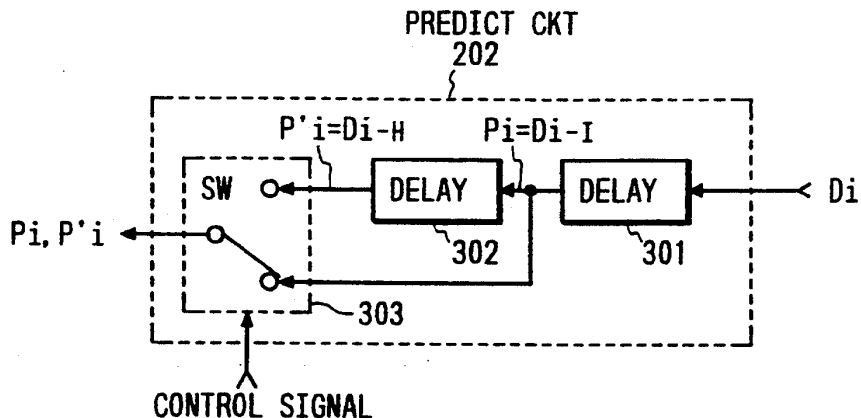 PREDICT CKT
202
P'i=Di-H
Pi=Di-I
SW
DELAY
DELAY
Di
Pi, P'i
302
301
303
CONTROL SIGNAL